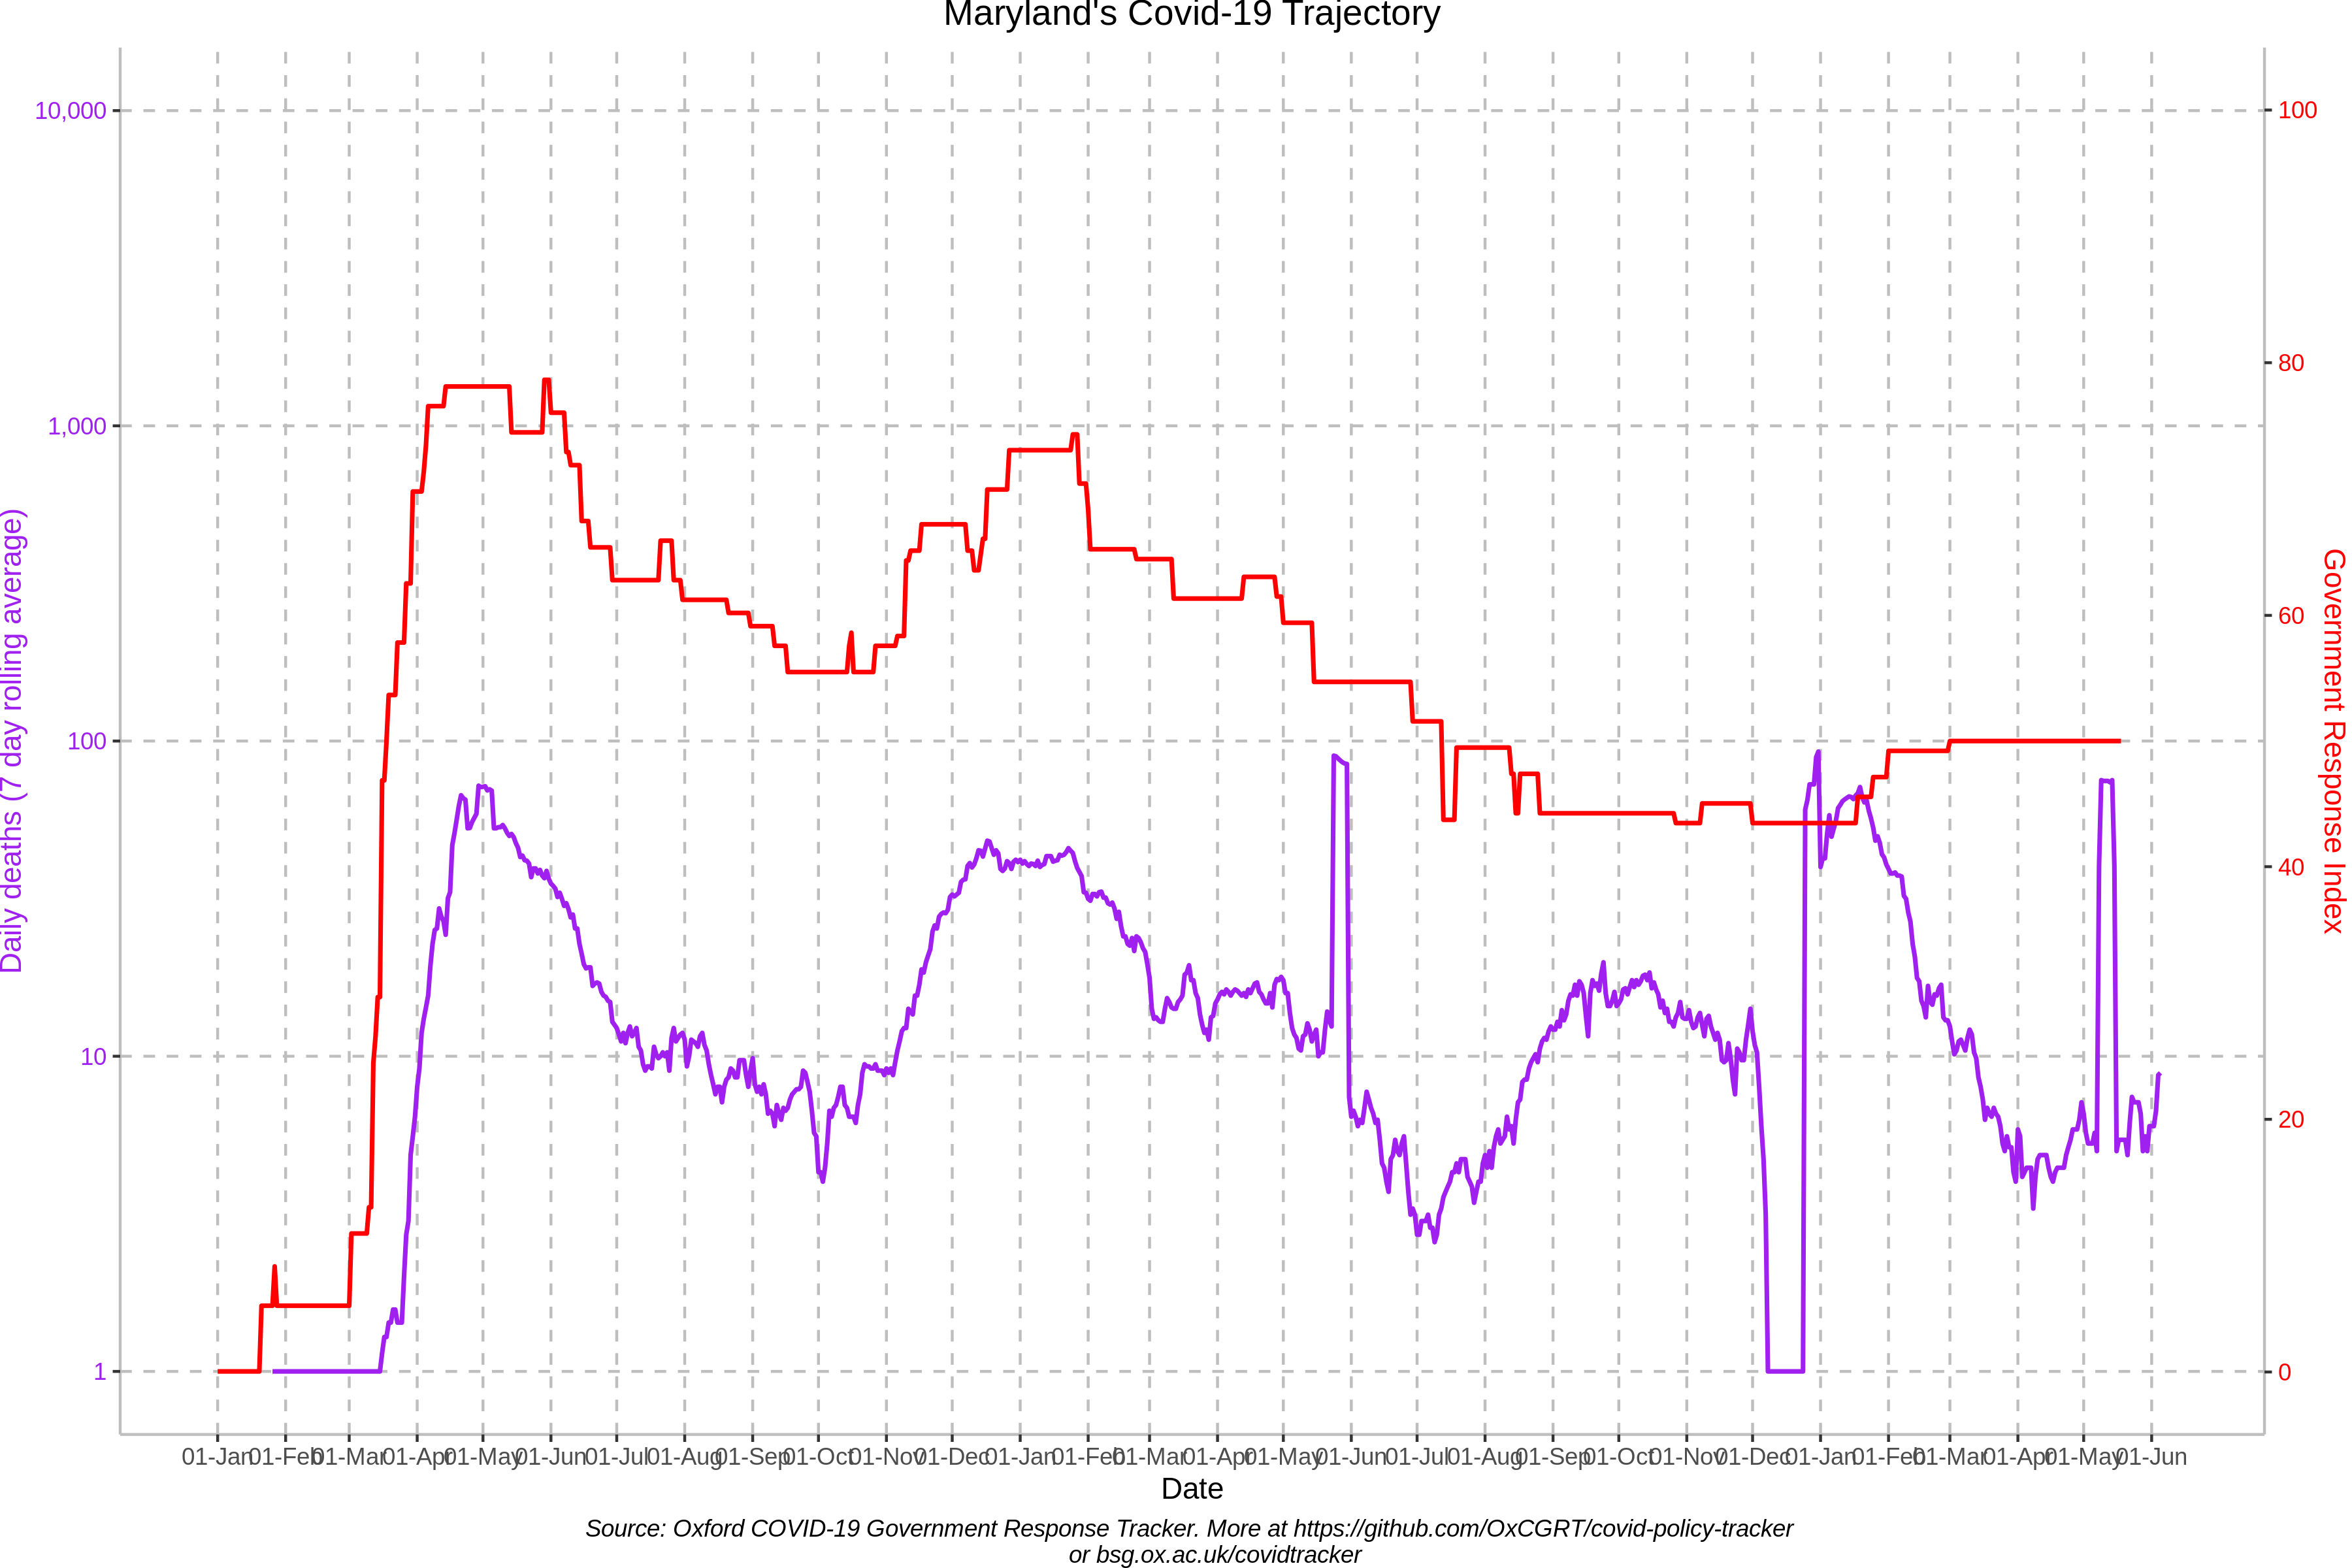 Maryland's Covid-19 Trajectory
10,000
1,000
100
10
1
Daily deaths (7 day rolling average)
100
80
60
40
20
0
Government Response Index
01-Jan 01-Feb 01-Mar 01-Apr 01-May 01-Jun 01-Jul 01-Aug 01-Sep 01-Oct 01-Nov 01-Dec 01-Jan 01-Feb 01-Mar 01-Apr 01-May 01-Jun 01-Jul 01-Aug 01-Sep 01-Oct 01-Nov 01-Dec 01-Jan 01-Feb 01-Mar 01-Apr 01-May 01-Jun
Date
Source: Oxford COVID-19 Government Response Tracker. More at https://github.com/OxCGRT/covid-policy-tracker
or bsg.ox.ac.uk/covidtracker